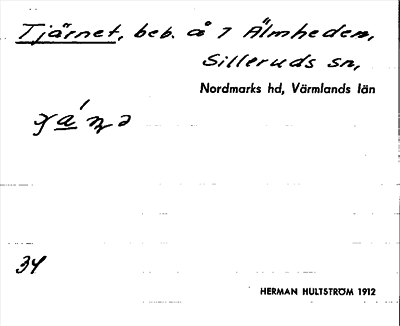 Tjärnet, beb. å 7 Älmheden,
Silleruds sn,
Nordmarks hd, Värmlands län
34
HERMAN HULTSTRÖM 1912